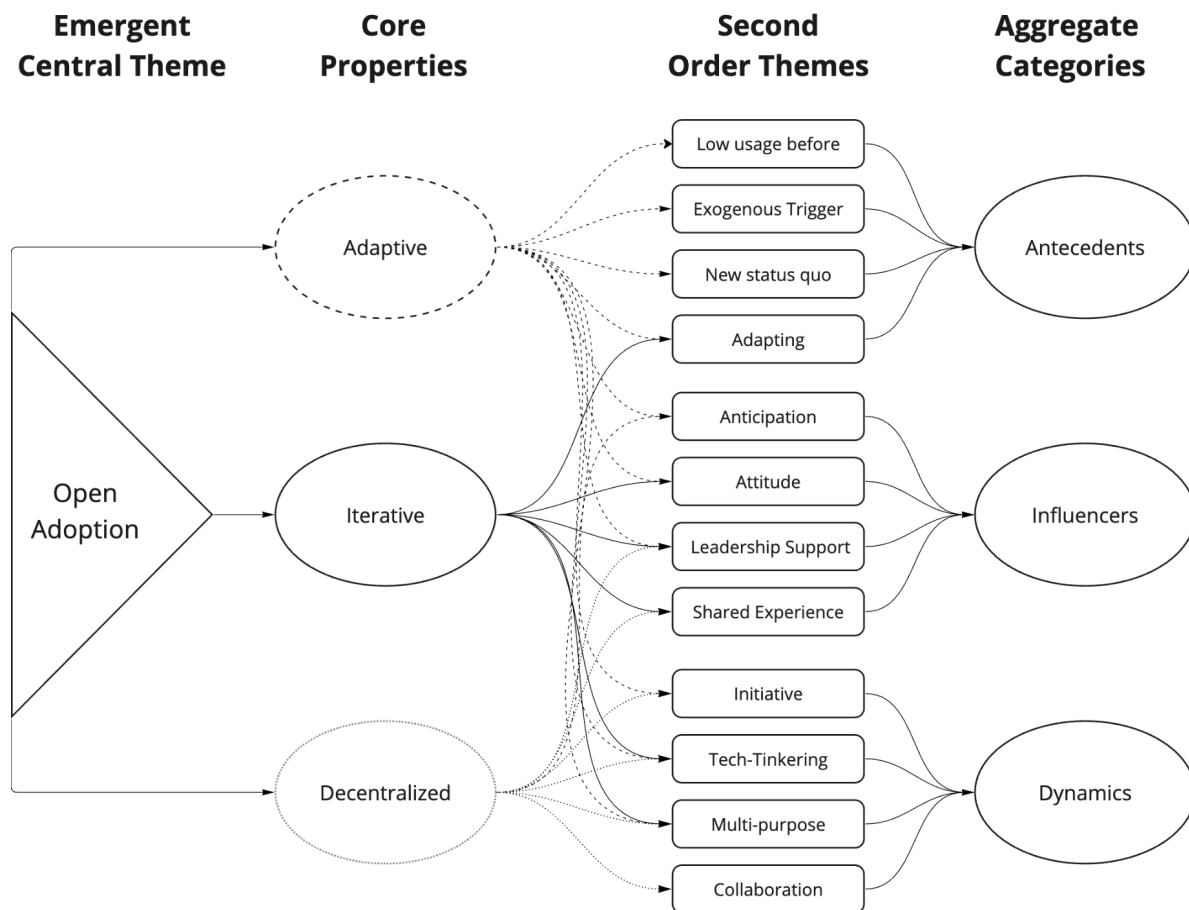 Emergent
Central Theme
Core
Properties
Second
Order Themes
Aggregate
Categories
Open
Adoption
Adaptive
Iterative
Decentralized
Low usage before
Exogenous Trigger
New status quo
Adapting
Anticipation
Attitude
Leadership Support
Shared Experience
Initiative
Tech-Tinkering
Multi-purpose
Collaboration
Antecedents
Influencers
Dynamics